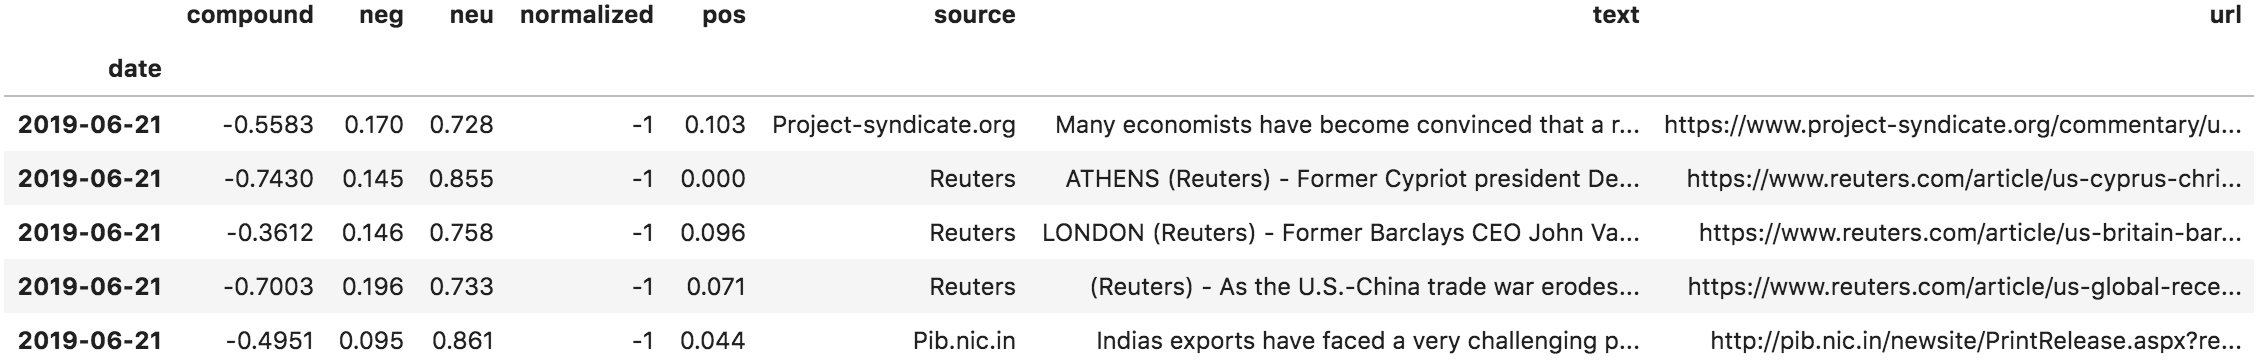 compound neg neu normalized pos source text url
date
2019-06-21 -0.5583 0.170 0.728 -1 0.103 Project-syndicate.org Many economists have become convinced that a r... https://www.project-syndicate.org/commentary/u...
2019-06-21 -0.7430 0.145 0.855 -1 0.000 Reuters ATHENS (Reuters) - Former Cypriot president De... https://www.reuters.com/article/us-cyprus-chri...
2019-06-21 -0.3612 0.146 0.758 -1 0.096 Reuters LONDON (Reuters) - Former Barclays CEO John Va... https://www.reuters.com/article/us-britain-bar...
2019-06-21 -0.7003 0.196 0.733 -1 0.071 Reuters (Reuters) - As the U.S.-China trade war erodes... https://www.reuters.com/article/us-global-rece...
2019-06-21 -0.4951 0.095 0.861 -1 0.044 Pib.nic.in Indias exports have faced a very challenging p... http://pib.nic.in/newsite/PrintRelease.aspx?re...